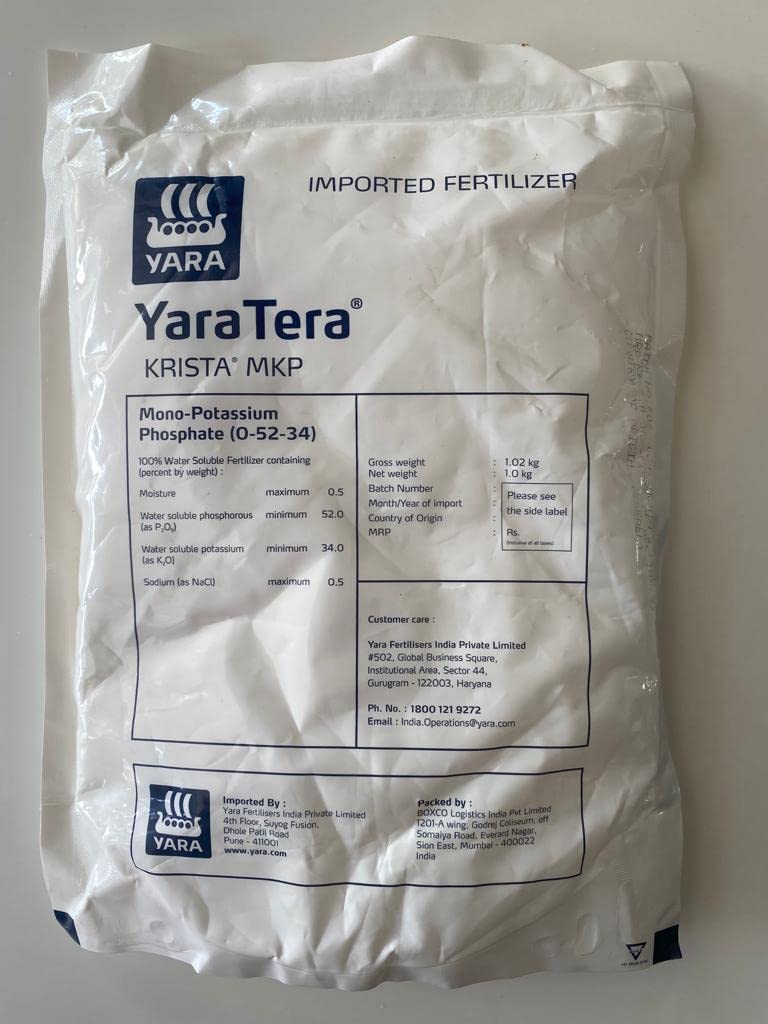 IMPORTED FERTILIZER
YARA
YaraTera®
KRISTA® MKP
Mono-Potassium
Phosphate (0-52-34)
100% Water Soluble Fertilizer containing
(percent by weight) :
Moisture maximum 0.5
Water soluble phosphorous minimum 52.0
(as P₂O₅)
Water soluble potassium minimum 34.0
(as K₂O)
Sodium (as NaCl) maximum 0.5
Gross weight : 1.02 kg
Net weight : 1.0 kg
Batch Number :
Month/Year of import :
Country of Origin :
MRP :
Please see
the side label
Rs.
(Inclusive of all taxes)
Customer care :
Yara Fertilisers India Private Limited
#502, Global Business Square,
Institutional Area, Sector 44,
Gurugram - 122003, Haryana
Ph. No. : 1800 121 9272
Email : India.Operations@yara.com
YARA
Imported By :
Yara Fertilisers India Private Limited
4th Floor, Suyog Fusion,
Dhole Patil Road
Pune - 411001
www.yara.com
Packed by :
BOXCO Logistics India Pvt Limited
1201-A wing, Godrej Coliseum, off
Somaiya Road, Everard Nagar,
Sion East, Mumbai - 400022
India